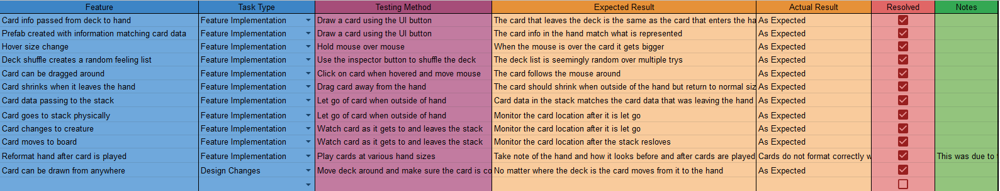 Feature Task Type Testing Method Expected Result Actual Result Resolved Notes
Card info passed from deck to hand Feature Implementation Draw a card using the UI button The card that leaves the deck is the same as the card that enters the ha As Expected
Prefab created with information matching card data Feature Implementation Draw a card using the UI button The card info in the hand match what is represented As Expected
Hover size change Feature Implementation Hold mouse over mouse When the mouse is over the card it gets bigger As Expected
Deck shuffle creates a random feeling list Feature Implementation Use the inspector button to shuffle the deck The deck list is seemingly random over multiple trys As Expected
Card can be dragged around Feature Implementation Click on card when hovered and move mouse The card follows the mouse around As Expected
Card shrinks when it leaves the hand Feature Implementation Drag card away from the hand The card should shrink when outside of the hand but return to normal siz As Expected
Card data passing to the stack Feature Implementation Let go of card when outside of hand Card data in the stack matches the card data that was leaving the hand As Expected
Card goes to stack physically Feature Implementation Let go of card when outside of hand Monitor the card location after it is let go As Expected
Card changes to creature Feature Implementation Watch card as it gets to and leaves the stack Monitor the card location after it is let go As Expected
Card moves to board Feature Implementation Watch card as it gets to and leaves the stack Monitor the card location after the stack resloves As Expected
Reformat hand after card is played Feature Implementation Play cards at various hand sizes Take note of the hand and how it looks before and after cards are played Cards do not format correctly w This was due to
Card can be drawn from anywhere Design Changes Move deck around and make sure the card is co No matter where the deck is the card moves from it to the hand As Expected